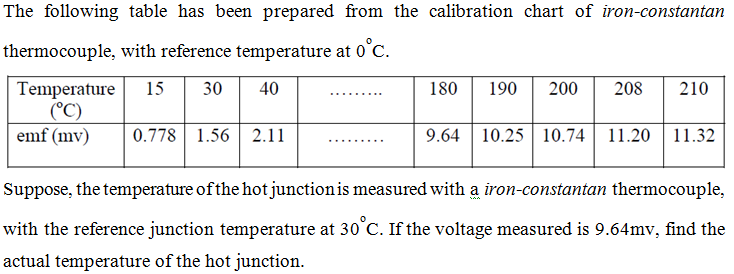 The following table has been prepared from the calibration chart of iron-constantan
thermocouple, with reference temperature at 0°C.
Temperature (°C) 15 30 40 ......... 180 190 200 208 210
emf (mv) 0.778 1.56 2.11 ......... 9.64 10.25 10.74 11.20 11.32
Suppose, the temperature of the hot junction is measured with a iron-constantan thermocouple,
with the reference junction temperature at 30°C. If the voltage measured is 9.64mv, find the
actual temperature of the hot junction.